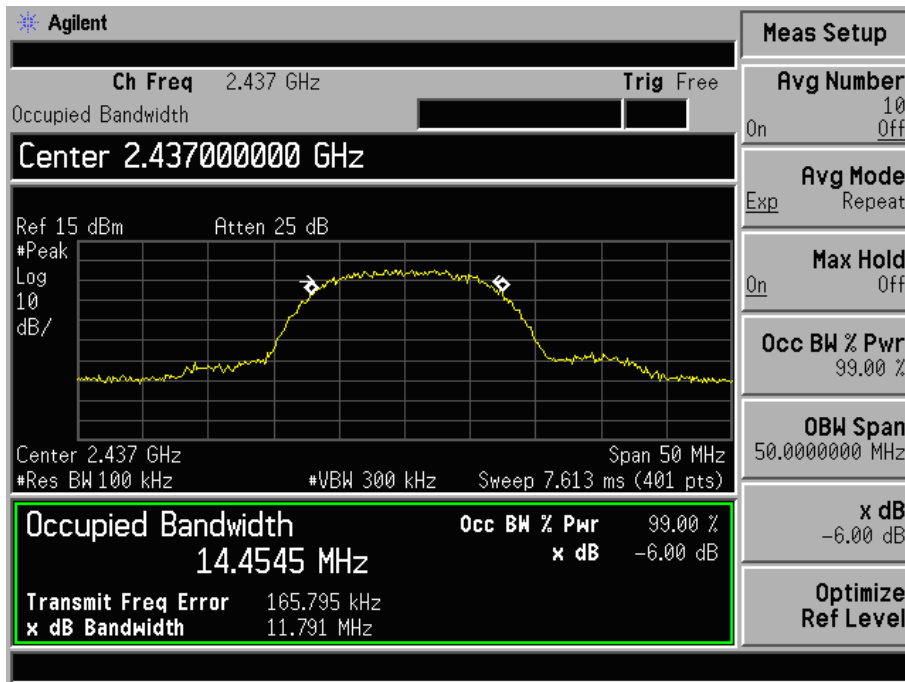 Agilent
Ch Freq 2.437 GHz Trig Free
Occupied Bandwidth
Center 2.437000000 GHz
Ref 15 dBm Atten 25 dB
#Peak
Log
10
dB/
Center 2.437 GHz Span 50 MHz
#Res BW 100 kHz #VBW 300 kHz Sweep 7.613 ms (401 pts)
Occupied Bandwidth Occ BW % Pwr 99.00 %
14.4545 MHz x dB -6.00 dB
Transmit Freq Error 165.795 kHz
x dB Bandwidth 11.791 MHz
Meas Setup
Avg Number
10
On Off
Avg Mode
Exp Repeat
Max Hold
On Off
Occ BW % Pwr
99.00 %
OBW Span
50.0000000 MHz
x dB
-6.00 dB
Optimize
Ref Level